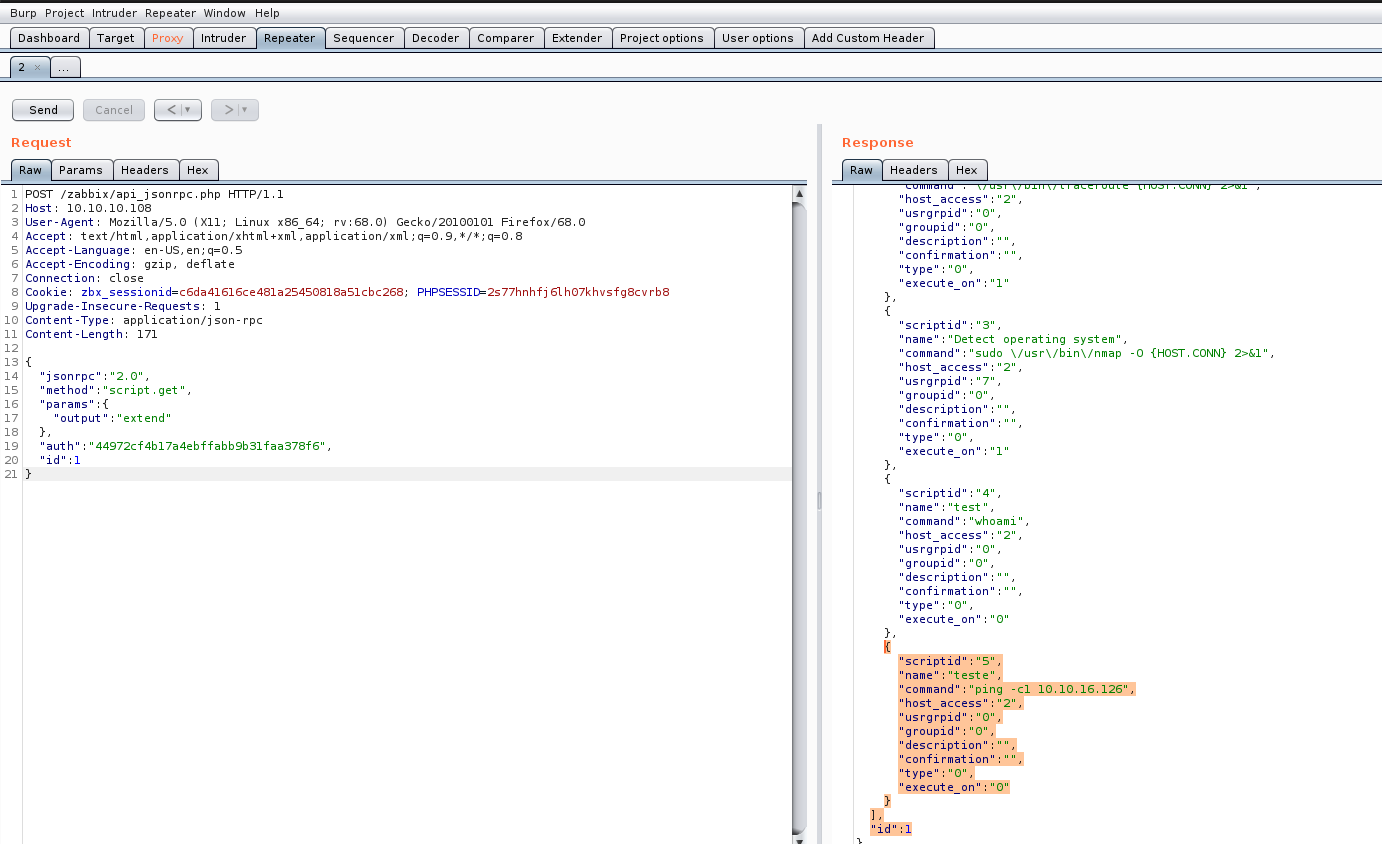 Burp Project Intruder Repeater Window Help
Dashboard Target Proxy Intruder Repeater Sequencer Decoder Comparer Extender Project options User options Add Custom Header
2 × ...
Send Cancel < ▼ > ▼
Request
Raw Params Headers Hex
1 POST /zabbix/api_jsonrpc.php HTTP/1.1
2 Host: 10.10.10.108
3 User-Agent: Mozilla/5.0 (X11; Linux x86_64; rv:68.0) Gecko/20100101 Firefox/68.0
4 Accept: text/html,application/xhtml+xml,application/xml;q=0.9,*/*;q=0.8
5 Accept-Language: en-US,en;q=0.5
6 Accept-Encoding: gzip, deflate
7 Connection: close
8 Cookie: zbx_sessionid=c6da41616ce481a25450818a51cbc268; PHPSESSID=2s77hnhfj6lh07khvsfg8cvrb8
9 Upgrade-Insecure-Requests: 1
10 Content-Type: application/json-rpc
11 Content-Length: 171
12
13 {
14 "jsonrpc":"2.0",
15 "method":"script.get",
16 "params":{
17 "output":"extend"
18 },
19 "auth":"44972cf4b17a4ebffabb9b31faa378f6",
20 "id":1
21 }
Response
Raw Headers Hex
"command":"\/usr\/bin\/traceroute {HOST.CONN} 2>&1",
"host_access":"2",
"usrgrpid":"0",
"groupid":"0",
"description":"",
"confirmation":"",
"type":"0",
"execute_on":"1"
},
{
"scriptid":"3",
"name":"Detect operating system",
"command":"sudo \/usr\/bin\/nmap -O {HOST.CONN} 2>&1",
"host_access":"2",
"usrgrpid":"7",
"groupid":"0",
"description":"",
"confirmation":"",
"type":"0",
"execute_on":"1"
},
{
"scriptid":"4",
"name":"test",
"command":"whoami",
"host_access":"2",
"usrgrpid":"0",
"groupid":"0",
"description":"",
"confirmation":"",
"type":"0",
"execute_on":"0"
},
{
"scriptid":"5",
"name":"teste",
"command":"ping -c1 10.10.16.126",
"host_access":"2",
"usrgrpid":"0",
"groupid":"0",
"description":"",
"confirmation":"",
"type":"0",
"execute_on":"0"
}
],
"id":1
}